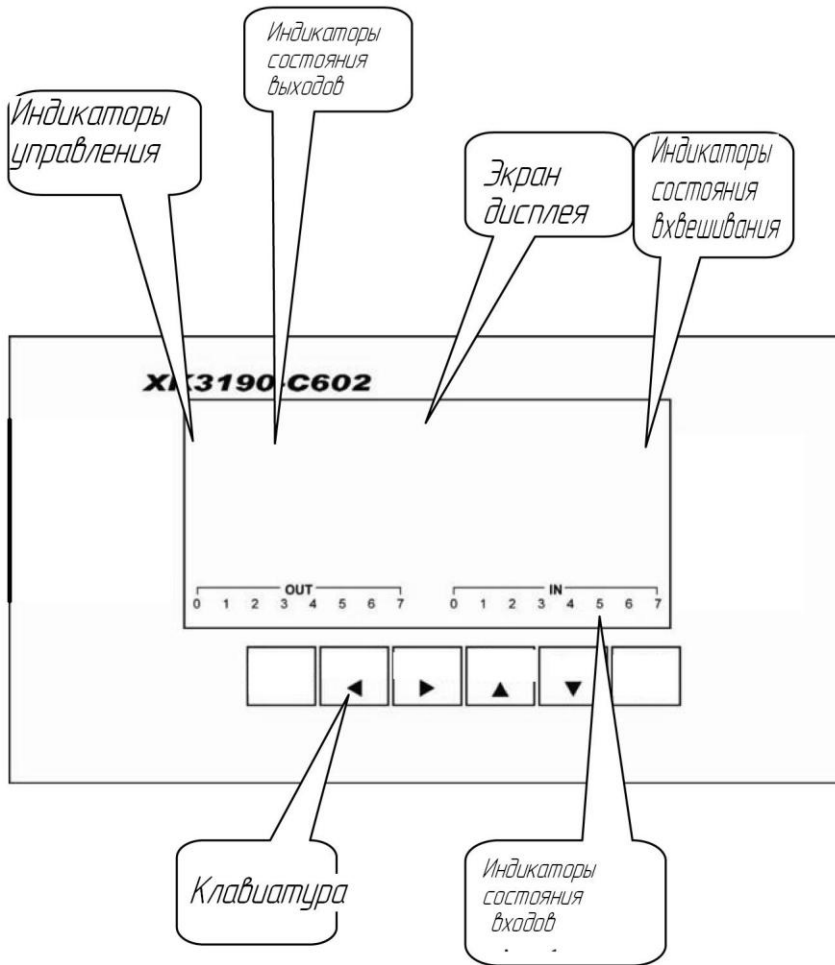 Индикаторы
состояния
выходов
Индикаторы
управления
Экран
дисплея
Индикаторы
состояния
вхвешивания
XK3190-C602
OUT
0 1 2 3 4 5 6 7
IN
0 1 2 3 4 5 6 7
Клавиатура
Индикаторы
состояния
входов